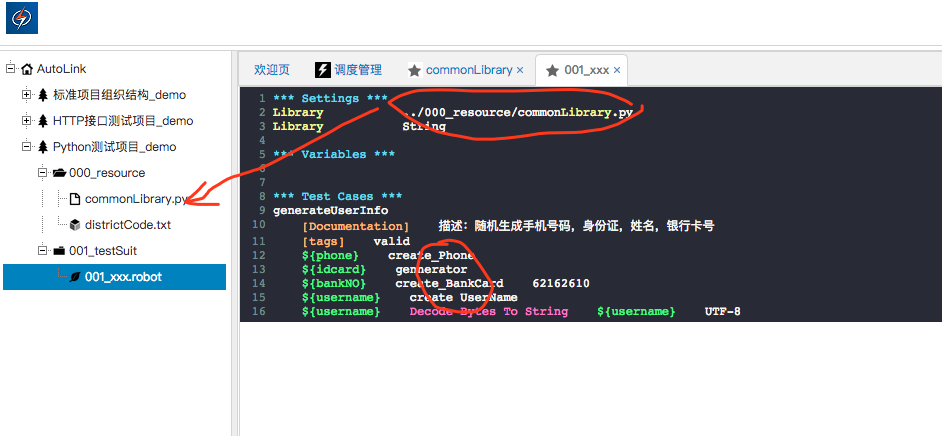 AutoLink
标准项目组织结构_demo
HTTP接口测试项目_demo
Python测试项目_demo
000_resource
commonLibrary.py
districtCode.txt
001_testSuit
001_xxx.robot
欢迎页 调度管理 commonLibrary × 001_xxx ×
1 *** Settings ***
2 Library ../000_resource/commonLibrary.py
3 Library String
4
5 *** Variables ***
6
7
8 *** Test Cases ***
9 generateUserInfo
10 [Documentation] 描述: 随机生成手机号码, 身份证, 姓名, 银行卡号
11 [tags] valid
12 ${phone} create_Phone
13 ${idcard} gennerator
14 ${bankNO} create_BankCard 62162610
15 ${username} create UserName
16 ${username} Decode Bytes To String ${username} UTF-8